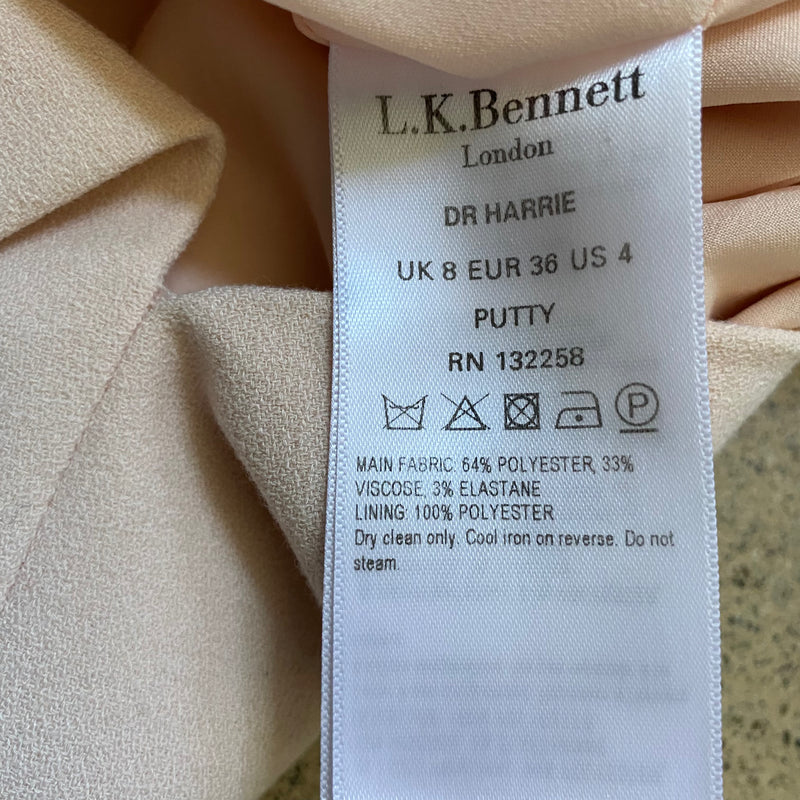 L.K.Bennett
London
DR HARRIE
UK 8 EUR 36 US 4
PUTTY
RN 132258
P
MAIN FABRIC: 64% POLYESTER, 33%
VISCOSE, 3% ELASTANE
LINING: 100% POLYESTER
Dry clean only. Cool iron on reverse. Do not
steam.